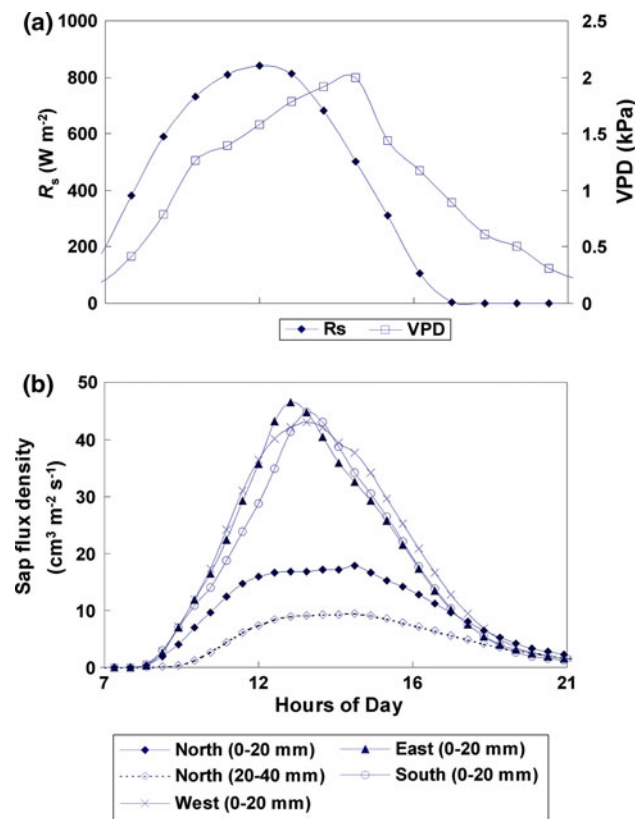 (a)
1000
800
600
400
200
0
Rs (W m-2)
2.5
2
1.5
1
0.5
0
VPD (kPa)
Rs VPD
(b)
50
40
30
20
10
0
Sap flux density
(cm³ m-2 s-1)
7 12 16 21
Hours of Day
North (0-20 mm) East (0-20 mm)
North (20-40 mm) South (0-20 mm)
West (0-20 mm)